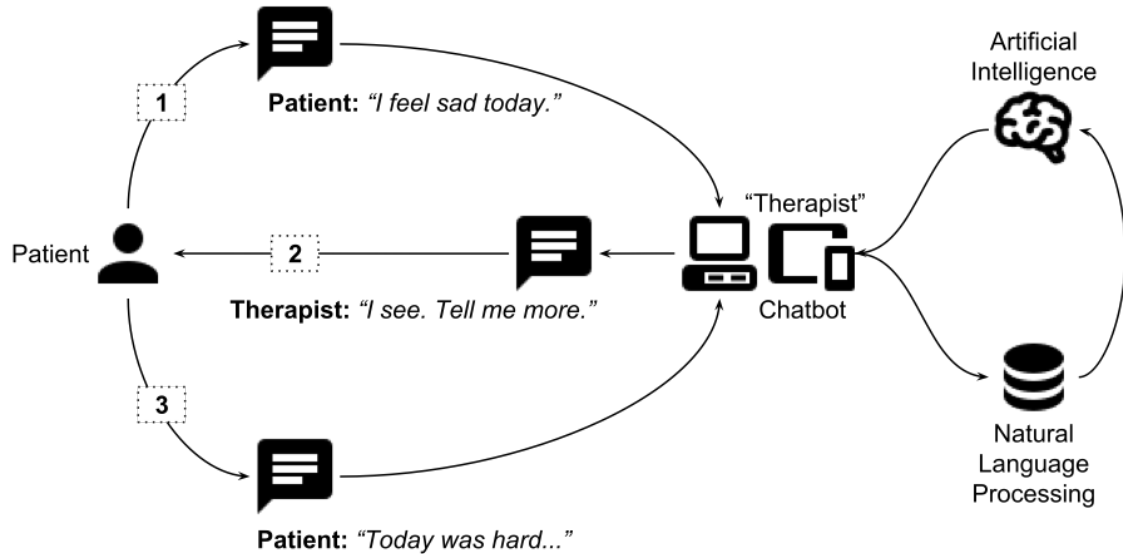 1
Patient: “I feel sad today.”
Artificial
Intelligence
“Therapist”
Patient
2
Therapist: “I see. Tell me more.”
Chatbot
3
Natural
Language
Processing
Patient: “Today was hard...”